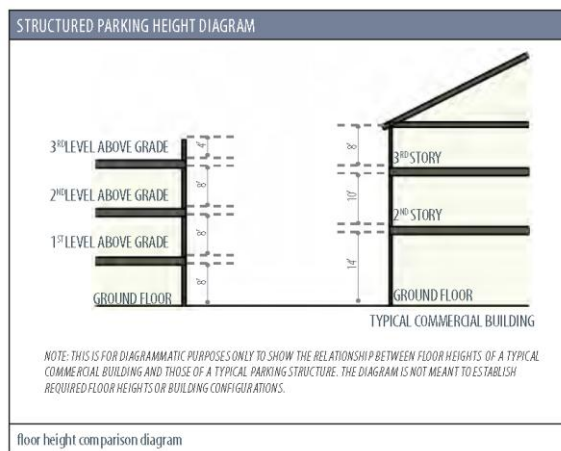 STRUCTURED PARKING HEIGHT DIAGRAM
3RD LEVEL ABOVE GRADE
4'
8'
3RD STORY
2ND LEVEL ABOVE GRADE
8'
10'
2ND STORY
1ST LEVEL ABOVE GRADE
8'
14'
GROUND FLOOR
8'
GROUND FLOOR
TYPICAL COMMERCIAL BUILDING
NOTE: THIS IS FOR DIAGRAMMATIC PURPOSES ONLY TO SHOW THE RELATIONSHIP BETWEEN FLOOR HEIGHTS OF A TYPICAL
COMMERCIAL BUILDING AND THOSE OF A TYPICAL PARKING STRUCTURE. THE DIAGRAM IS NOT MEANT TO ESTABLISH
REQUIRED FLOOR HEIGHTS OR BUILDING CONFIGURATIONS.
floor height comparison diagram